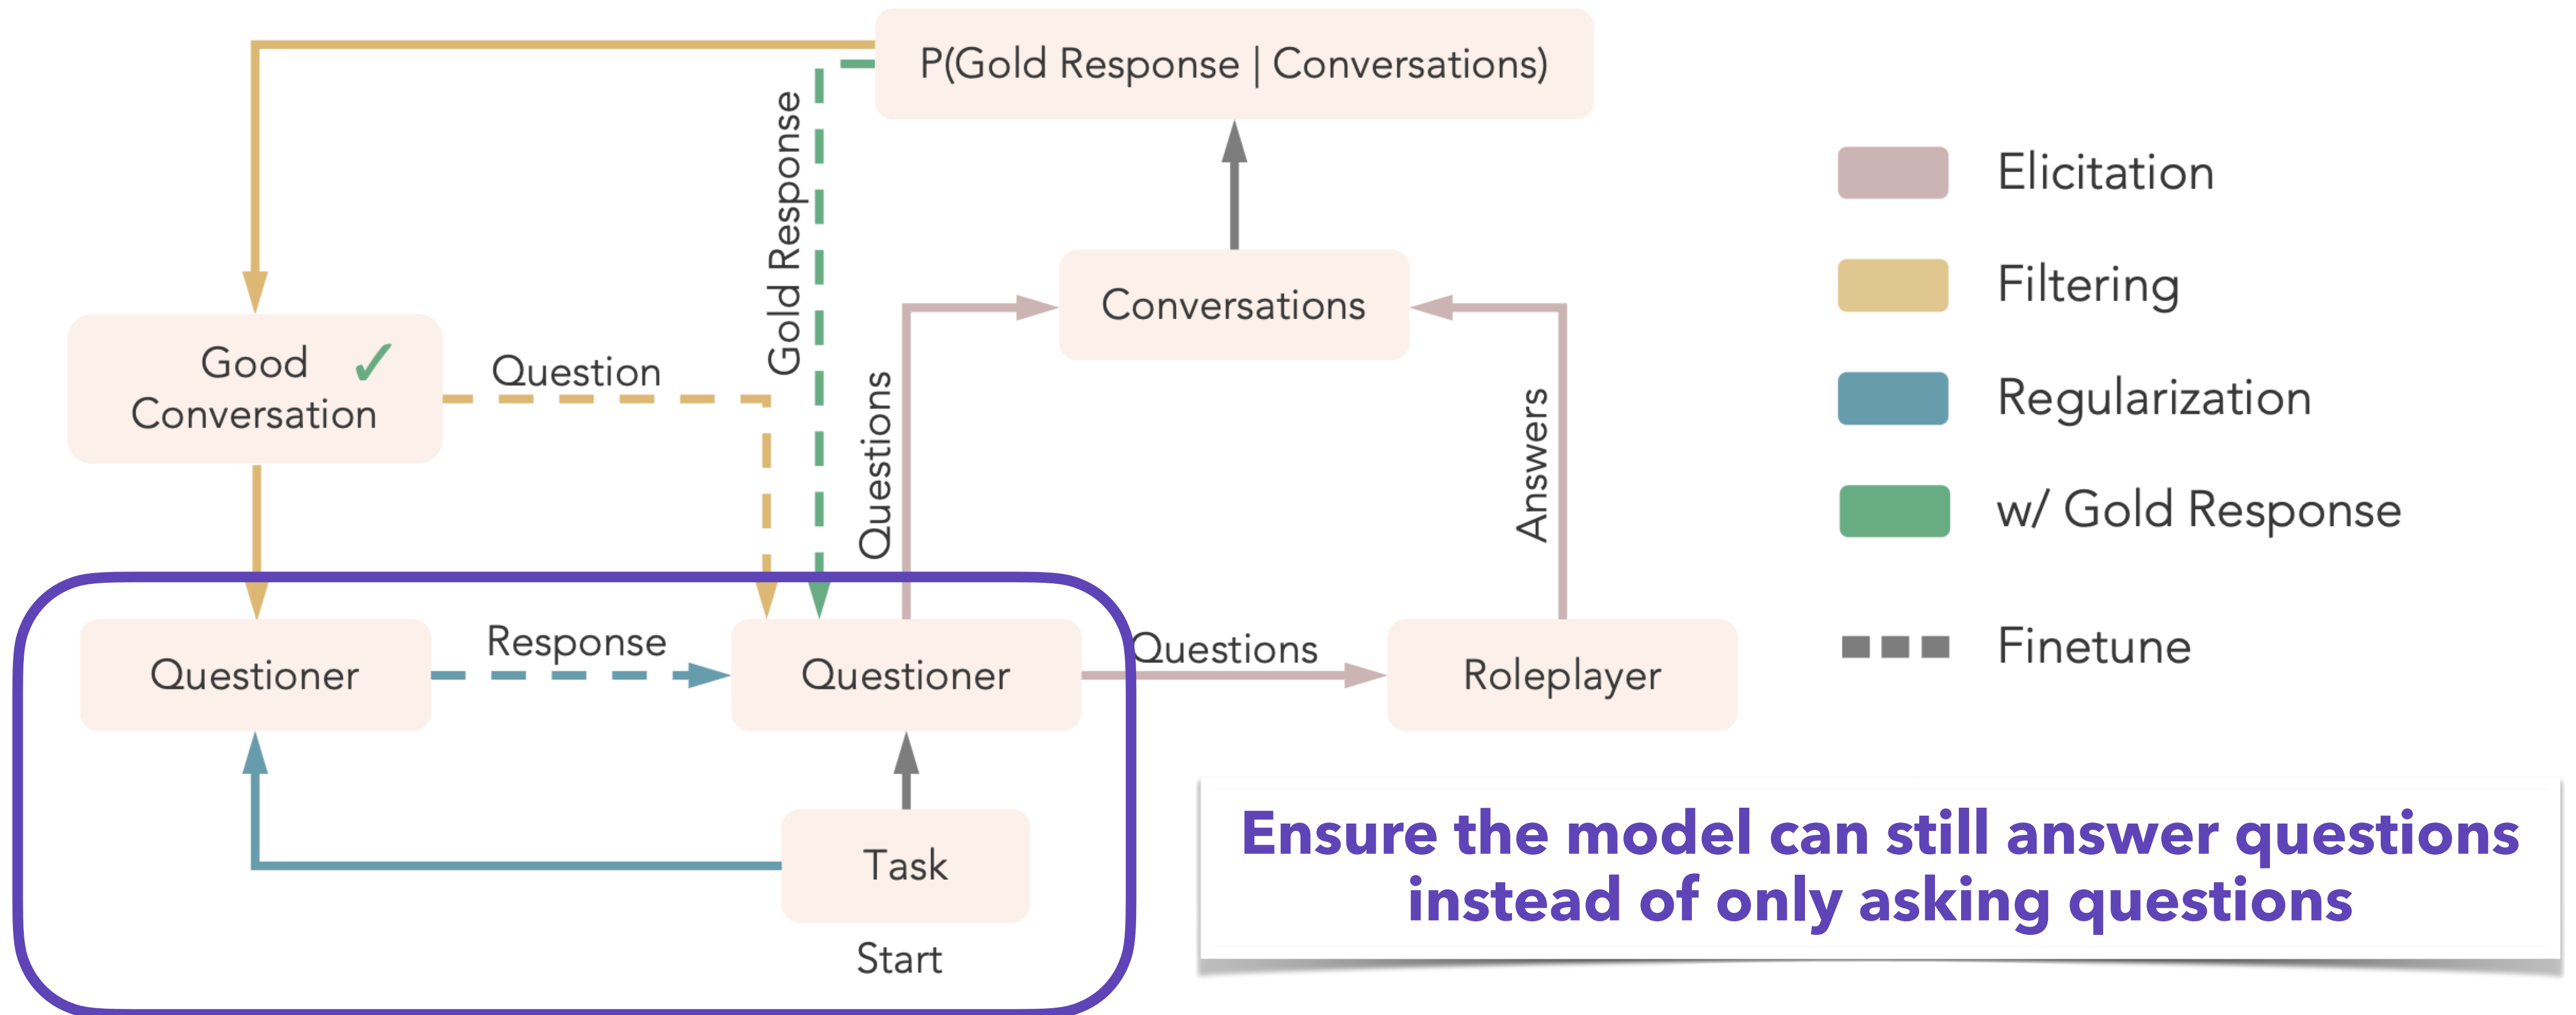 P(Gold Response | Conversations)
Gold Response
Conversations
Good ✓
Conversation
Question
Questions
Answers
Questioner
Response
Questioner
Questions
Roleplayer
Task
Start
Elicitation
Filtering
Regularization
w/ Gold Response
Finetune
Ensure the model can still answer questions
instead of only asking questions